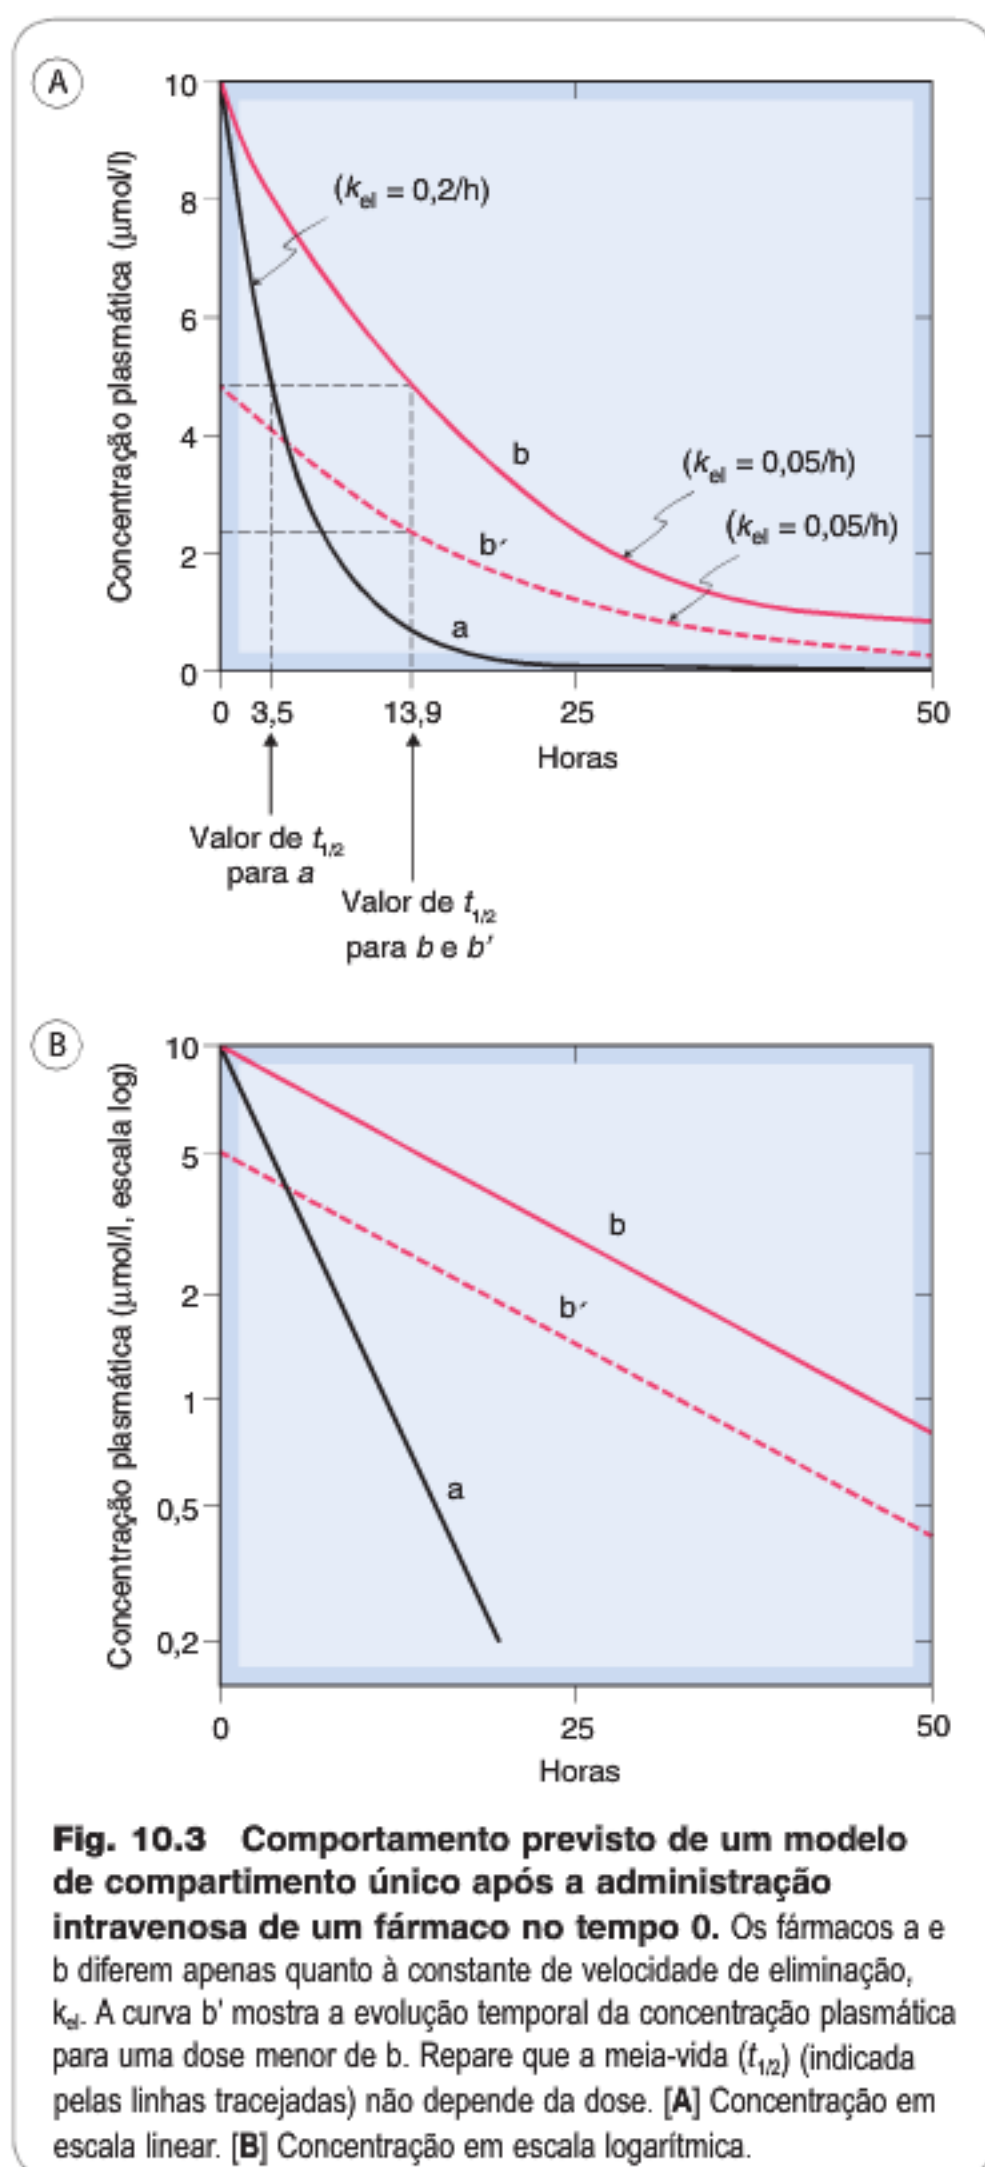 A
Concentração plasmática (µmol/l)
10
8
6
4
2
0
(kel = 0,2/h)
b
(kel = 0,05/h)
(kel = 0,05/h)
b′
a
0 3,5 13,9 25 50
Horas
Valor de t1/2
para a
Valor de t1/2
para b e b′
B
Concentração plasmática (µmol/l, escala log)
10
5
2
1
0,5
0,2
b
b′
a
0 25 50
Horas
Fig. 10.3 Comportamento previsto de um modelo
de compartimento único após a administração
intravenosa de um fármaco no tempo 0. Os fármacos a e
b diferem apenas quanto à constante de velocidade de eliminação,
kel. A curva b' mostra a evolução temporal da concentração plasmática
para uma dose menor de b. Repare que a meia-vida (t1/2) (indicada
pelas linhas tracejadas) não depende da dose. [A] Concentração em
escala linear. [B] Concentração em escala logarítmica.